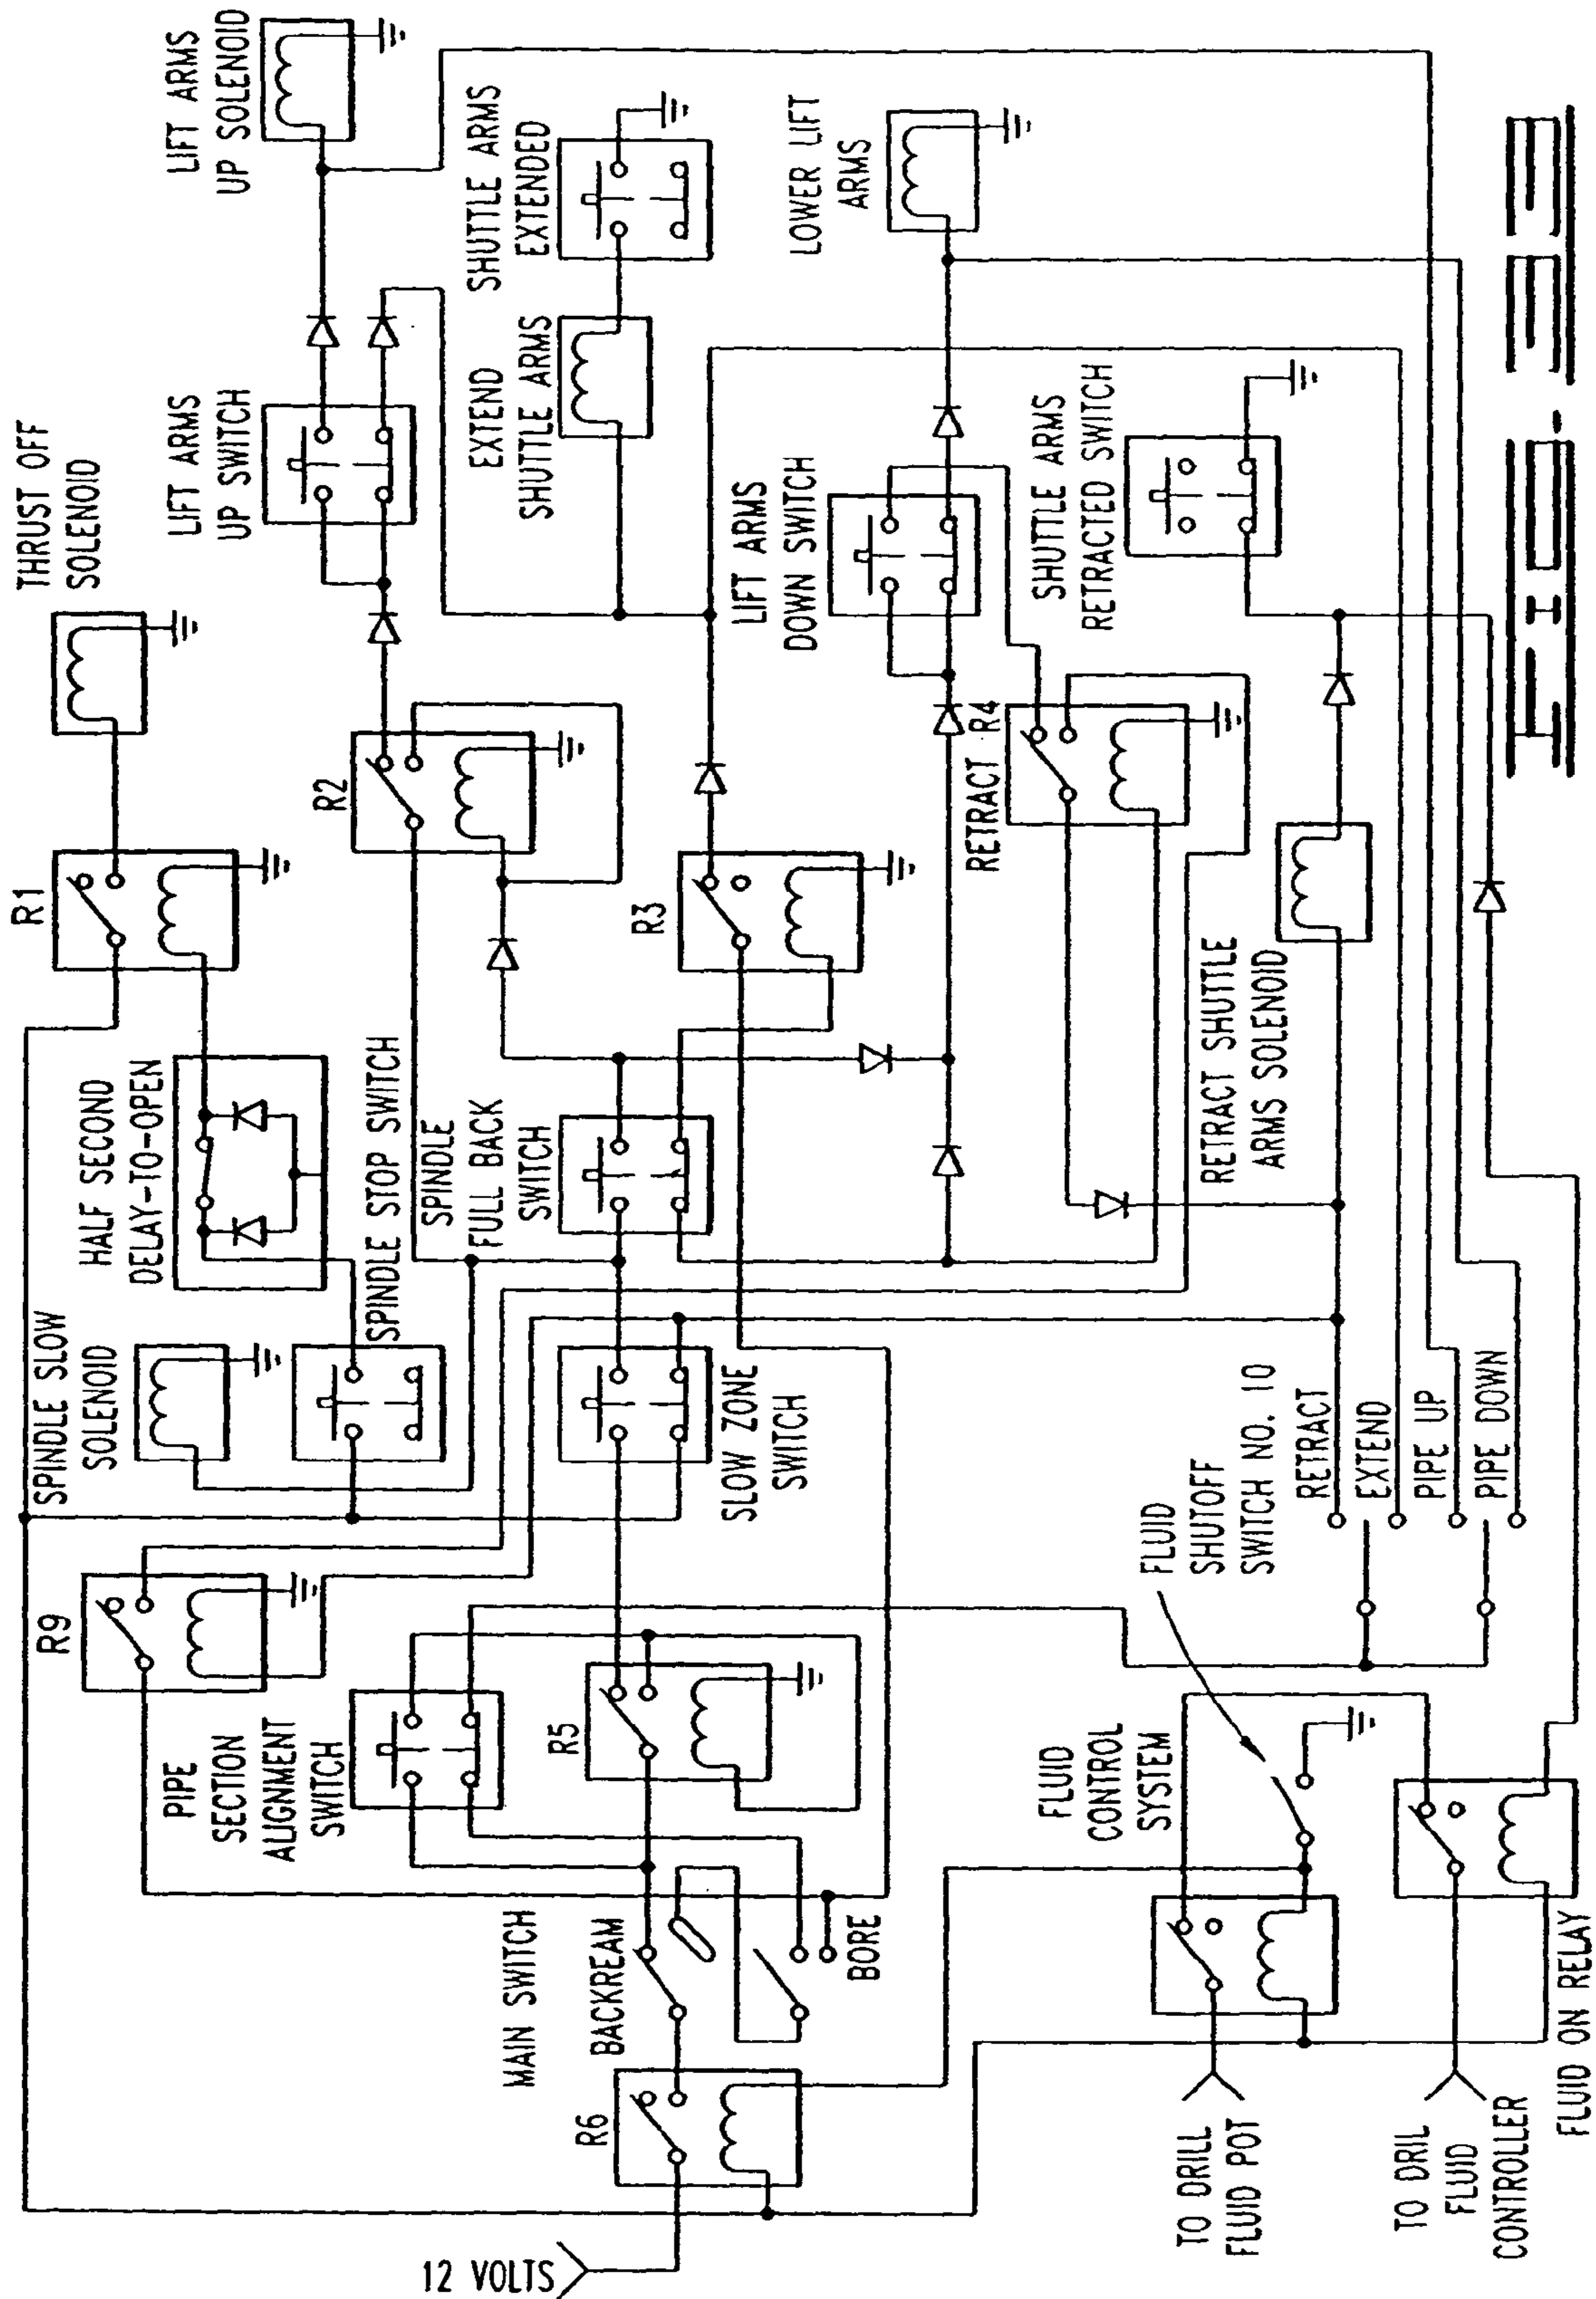 LIFT ARMS
UP SOLENOID
SHUTTLE ARMS
EXTENDED
LOWER LIFT
ARMS
THRUST OFF
SOLENOID
LIFT ARMS
UP SWITCH
EXTEND
SHUTTLE ARMS
LIFT ARMS
DOWN SWITCH
SHUTTLE ARMS
RETRACTED SWITCH
R1
R2
R3
RETRACT R4
HALF SECOND
DELAY-TO-OPEN
SPINDLE STOP SWITCH
SPINDLE
FULL BACK
SWITCH
RETRACT SHUTTLE
ARMS SOLENOID
SPINDLE SLOW
SOLENOID
SLOW ZONE
SWITCH
FLUID
SHUTOFF
SWITCH NO. 10
RETRACT
EXTEND
PIPE UP
PIPE DOWN
R9
PIPE
SECTION
ALIGNMENT
SWITCH
R5
FLUID
CONTROL
SYSTEM
MAIN SWITCH
BACKREAM
BORE
R6
12 VOLTS
TO DRILL
FLUID POT
TO DRIL
FLUID
CONTROLLER
FLUID ON RELAY